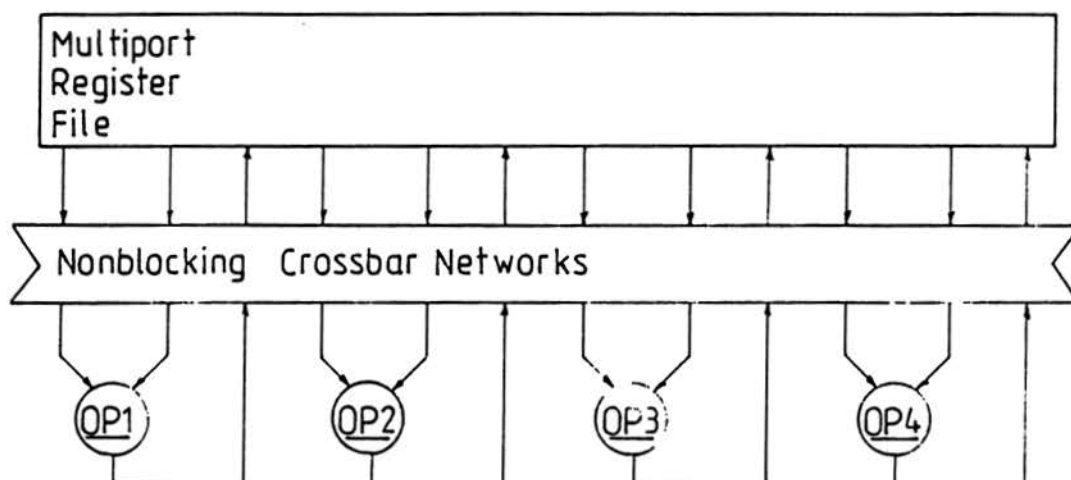 Multiport
Register
File
Nonblocking Crossbar Networks
OP1 OP2 OP3 OP4